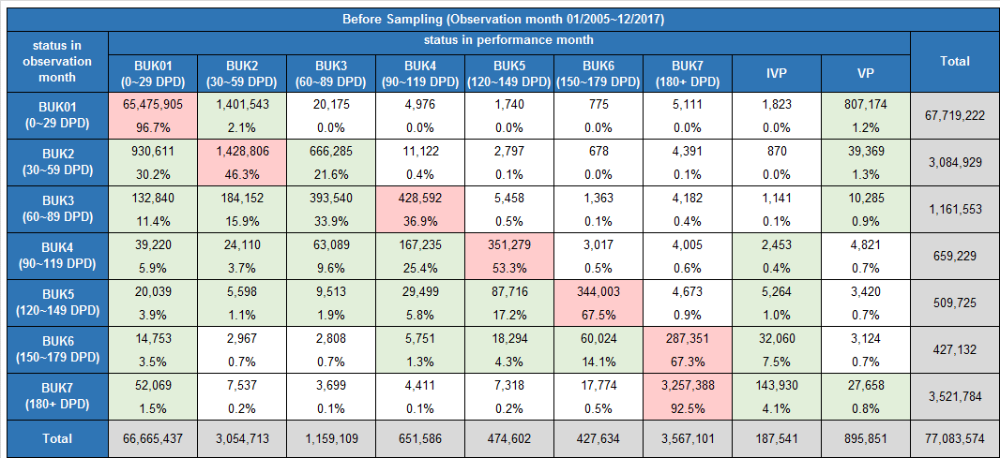 Before Sampling (Observation month 01/2005~12/2017)
status in observation month | status in performance month | Total
BUK01 (0~29 DPD) | BUK2 (30~59 DPD) | BUK3 (60~89 DPD) | BUK4 (90~119 DPD) | BUK5 (120~149 DPD) | BUK6 (150~179 DPD) | BUK7 (180+ DPD) | IVP | VP
BUK01 (0~29 DPD) | 65,475,905 | 1,401,543 | 20,175 | 4,976 | 1,740 | 775 | 5,111 | 1,823 | 807,174 | 67,719,222
96.7% | 2.1% | 0.0% | 0.0% | 0.0% | 0.0% | 0.0% | 0.0% | 1.2%
BUK2 (30~59 DPD) | 930,611 | 1,428,806 | 666,285 | 11,122 | 2,797 | 678 | 4,391 | 870 | 39,369 | 3,084,929
30.2% | 46.3% | 21.6% | 0.4% | 0.1% | 0.0% | 0.1% | 0.0% | 1.3%
BUK3 (60~89 DPD) | 132,840 | 184,152 | 393,540 | 428,592 | 5,458 | 1,363 | 4,182 | 1,141 | 10,285 | 1,161,553
11.4% | 15.9% | 33.9% | 36.9% | 0.5% | 0.1% | 0.4% | 0.1% | 0.9%
BUK4 (90~119 DPD) | 39,220 | 24,110 | 63,089 | 167,235 | 351,279 | 3,017 | 4,005 | 2,453 | 4,821 | 659,229
5.9% | 3.7% | 9.6% | 25.4% | 53.3% | 0.5% | 0.6% | 0.4% | 0.7%
BUK5 (120~149 DPD) | 20,039 | 5,598 | 9,513 | 29,499 | 87,716 | 344,003 | 4,673 | 5,264 | 3,420 | 509,725
3.9% | 1.1% | 1.9% | 5.8% | 17.2% | 67.5% | 0.9% | 1.0% | 0.7%
BUK6 (150~179 DPD) | 14,753 | 2,967 | 2,808 | 5,751 | 18,294 | 60,024 | 287,351 | 32,060 | 3,124 | 427,132
3.5% | 0.7% | 0.7% | 1.3% | 4.3% | 14.1% | 67.3% | 7.5% | 0.7%
BUK7 (180+ DPD) | 52,069 | 7,537 | 3,699 | 4,411 | 7,318 | 17,774 | 3,257,388 | 143,930 | 27,658 | 3,521,784
1.5% | 0.2% | 0.1% | 0.1% | 0.2% | 0.5% | 92.5% | 4.1% | 0.8%
Total | 66,665,437 | 3,054,713 | 1,159,109 | 651,586 | 474,602 | 427,634 | 3,567,101 | 187,541 | 895,851 | 77,083,574